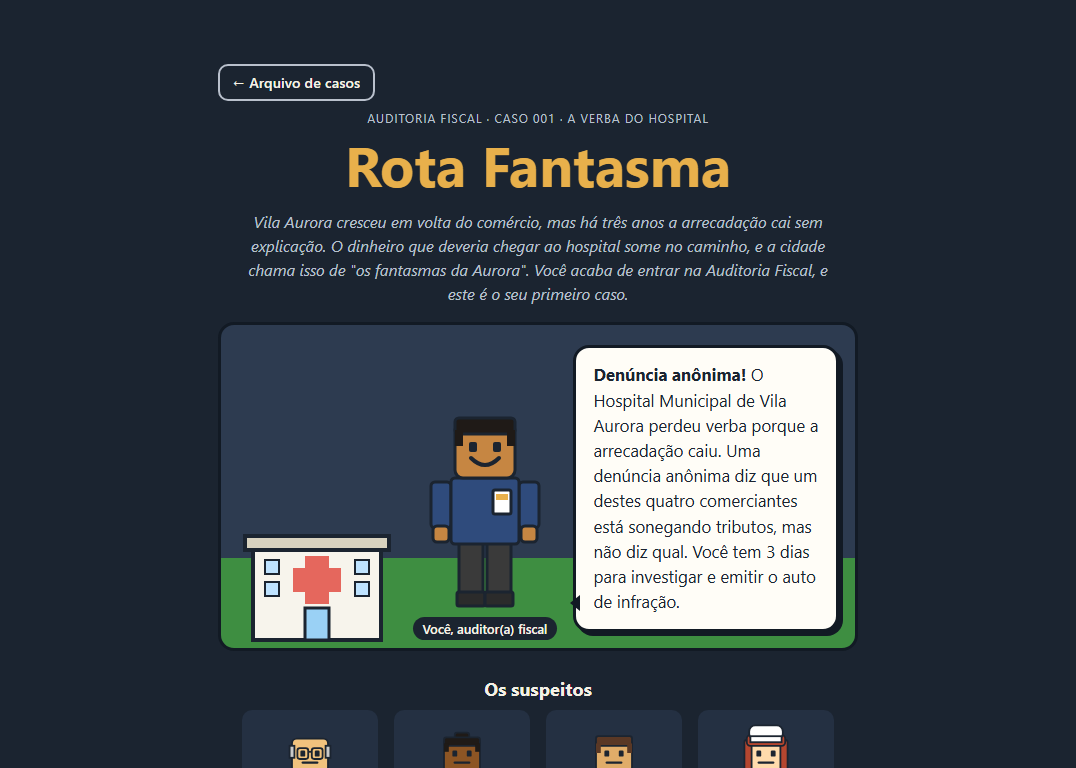 ← Arquivo de casos
AUDITORIA FISCAL · CASO 001 · A VERBA DO HOSPITAL
Rota Fantasma
Vila Aurora cresceu em volta do comércio, mas há três anos a arrecadação cai sem
explicação. O dinheiro que deveria chegar ao hospital some no caminho, e a cidade
chama isso de "os fantasmas da Aurora". Você acaba de entrar na Auditoria Fiscal, e
este é o seu primeiro caso.
Denúncia anônima! O
Hospital Municipal de Vila
Aurora perdeu verba porque a
arrecadação caiu. Uma
denúncia anônima diz que um
destes quatro comerciantes
está sonegando tributos, mas
não diz qual. Você tem 3 dias
para investigar e emitir o auto
de infração.
Você, auditor(a) fiscal
Os suspeitos